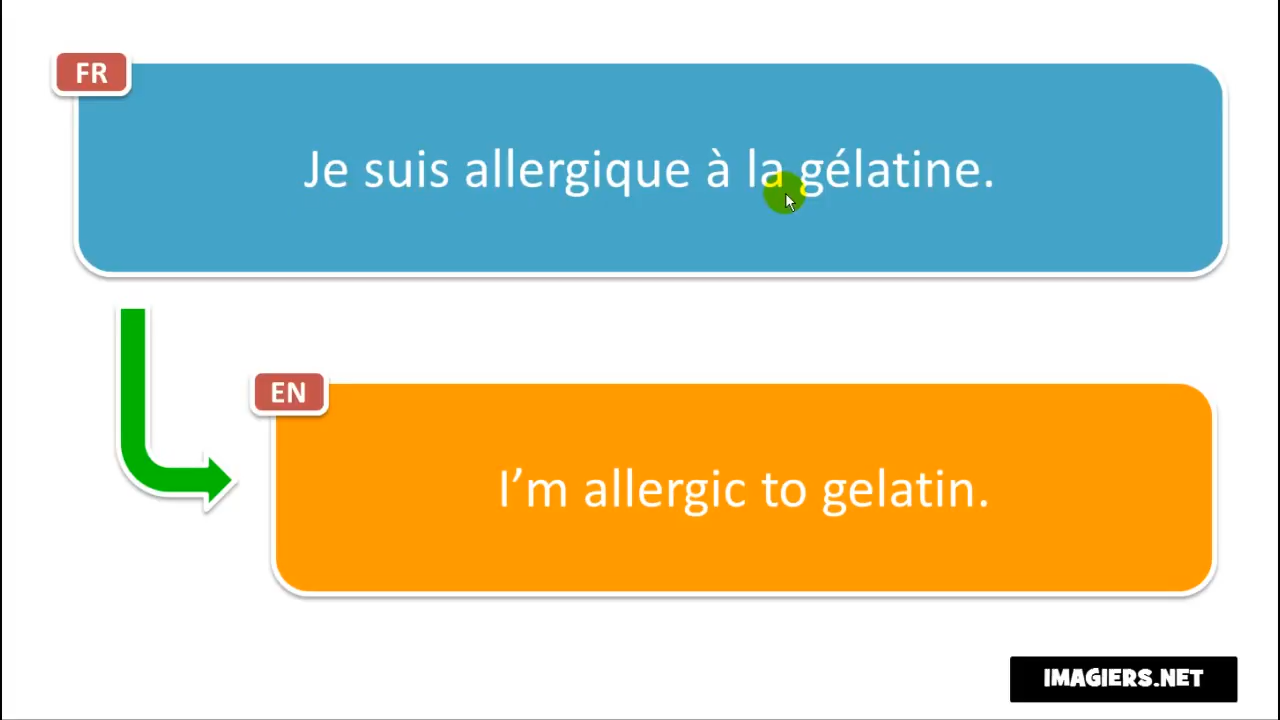 FR
Je suis allergique à la gélatine.
EN
I’m allergic to gelatin.
IMAGIERS.NET